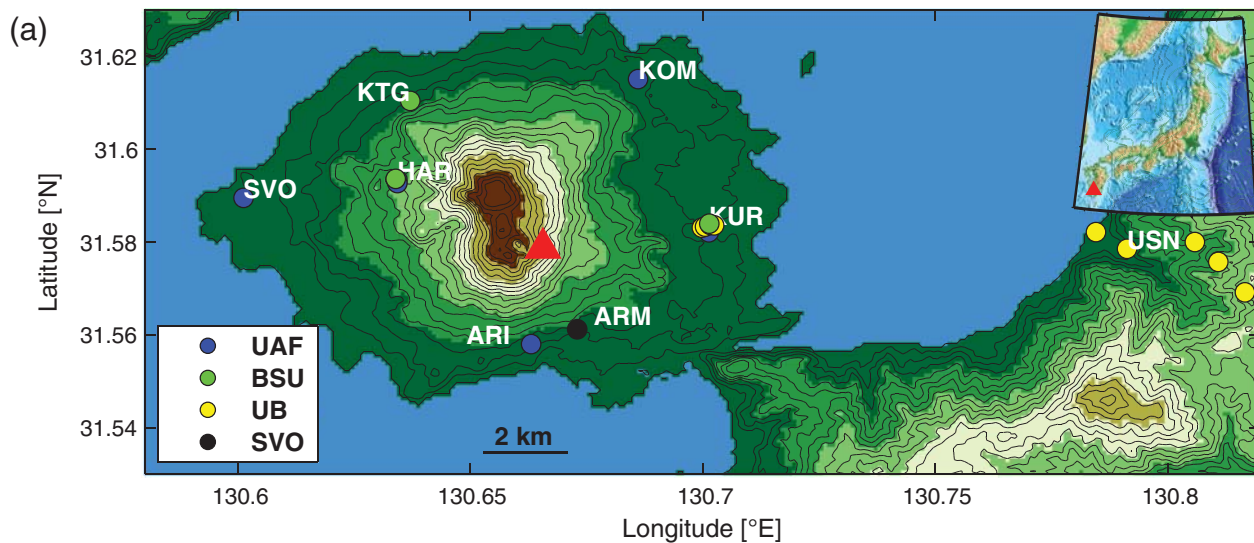 (a)
31.62
31.6
31.58
31.56
31.54
Latitude [°N]
KOM
KTG
HAR
SVO
KUR
USN
ARM
ARI
UAF
BSU
UB
SVO
2 km
130.6
130.65
130.7
130.75
130.8
Longitude [°E]